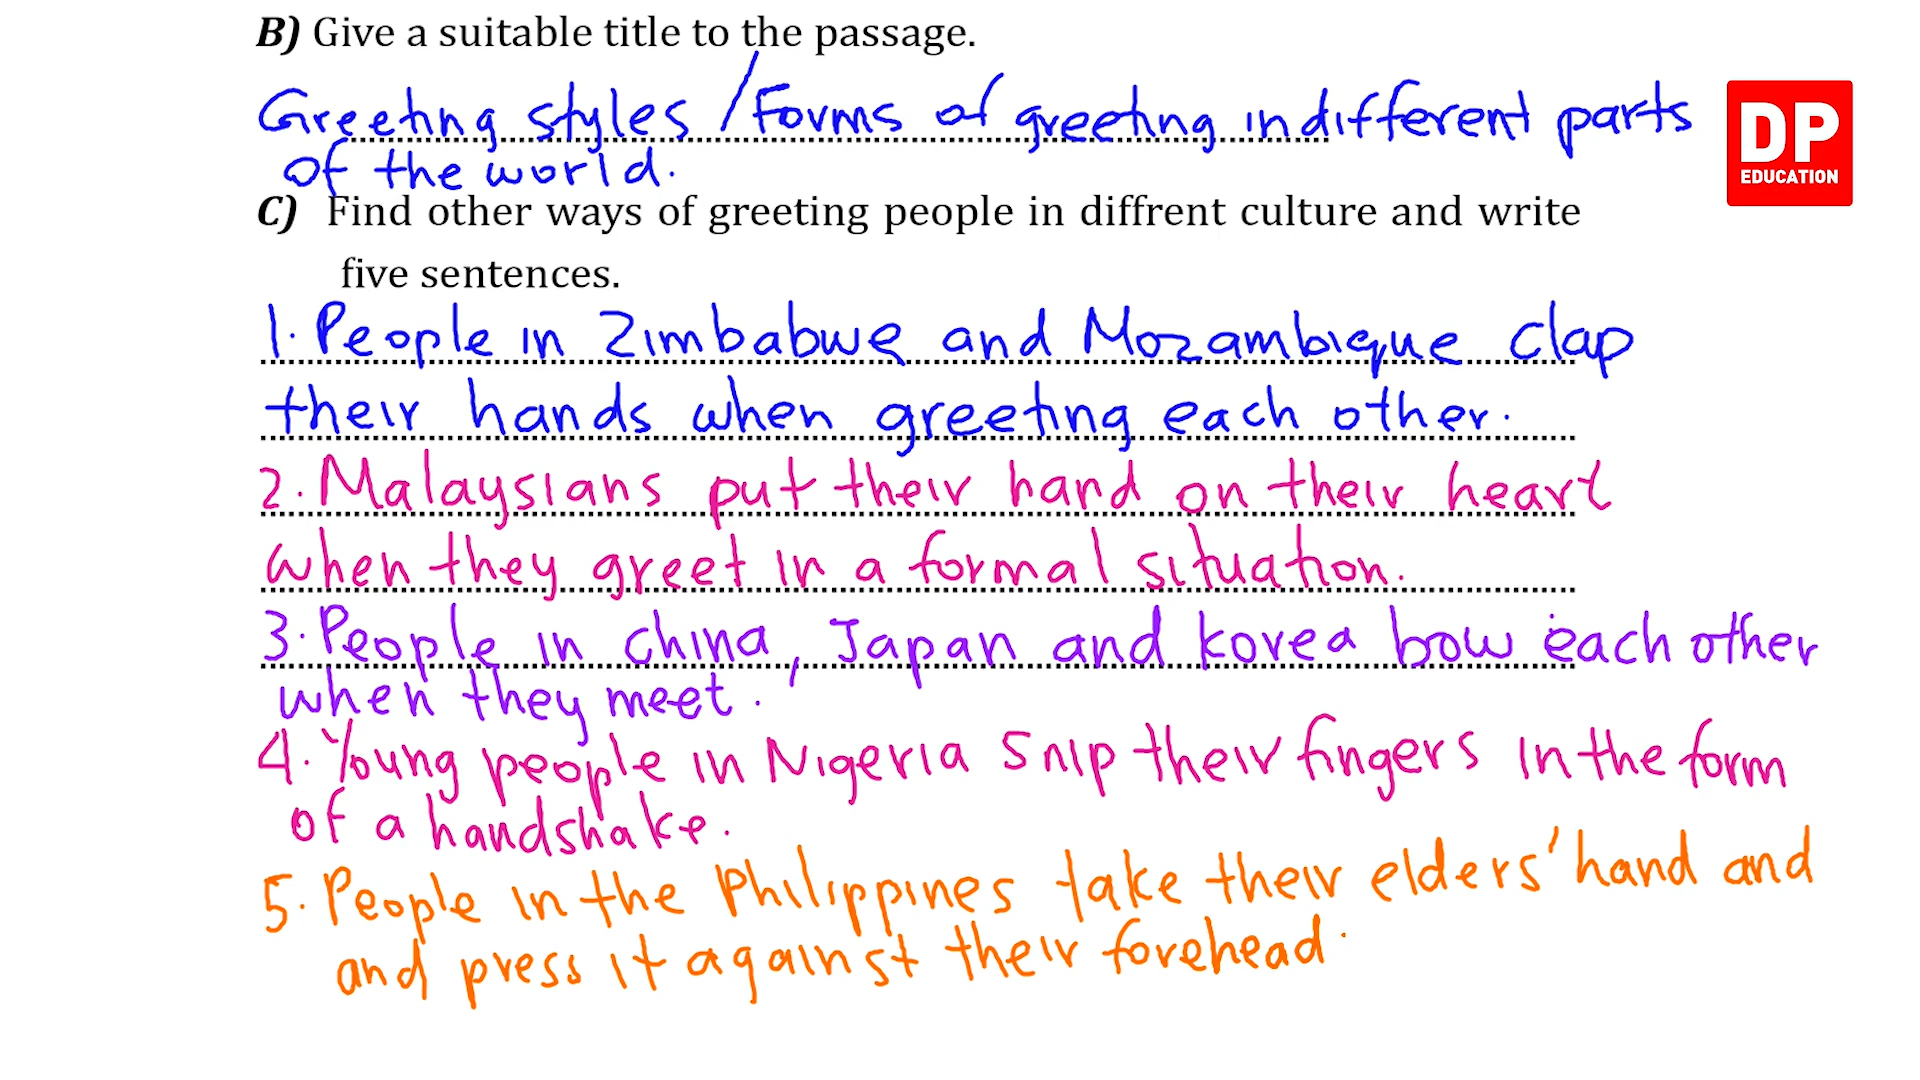 B) Give a suitable title to the passage.
Greeting styles / Forms of greeting in different parts
of the world.
DP
EDUCATION
C) Find other ways of greeting people in diffrent culture and write
five sentences.
1. People in Zimbabwe and Mozambique clap
their hands when greeting each other.
2. Malaysians put their hand on their heart
when they greet in a formal situation.
3. People in China, Japan and Korea bow each other
when they meet.
4. Young people in Nigeria snip their fingers in the form
of a handshake.
5. People in the Philippines take their elders' hand and
and press it against their forehead.